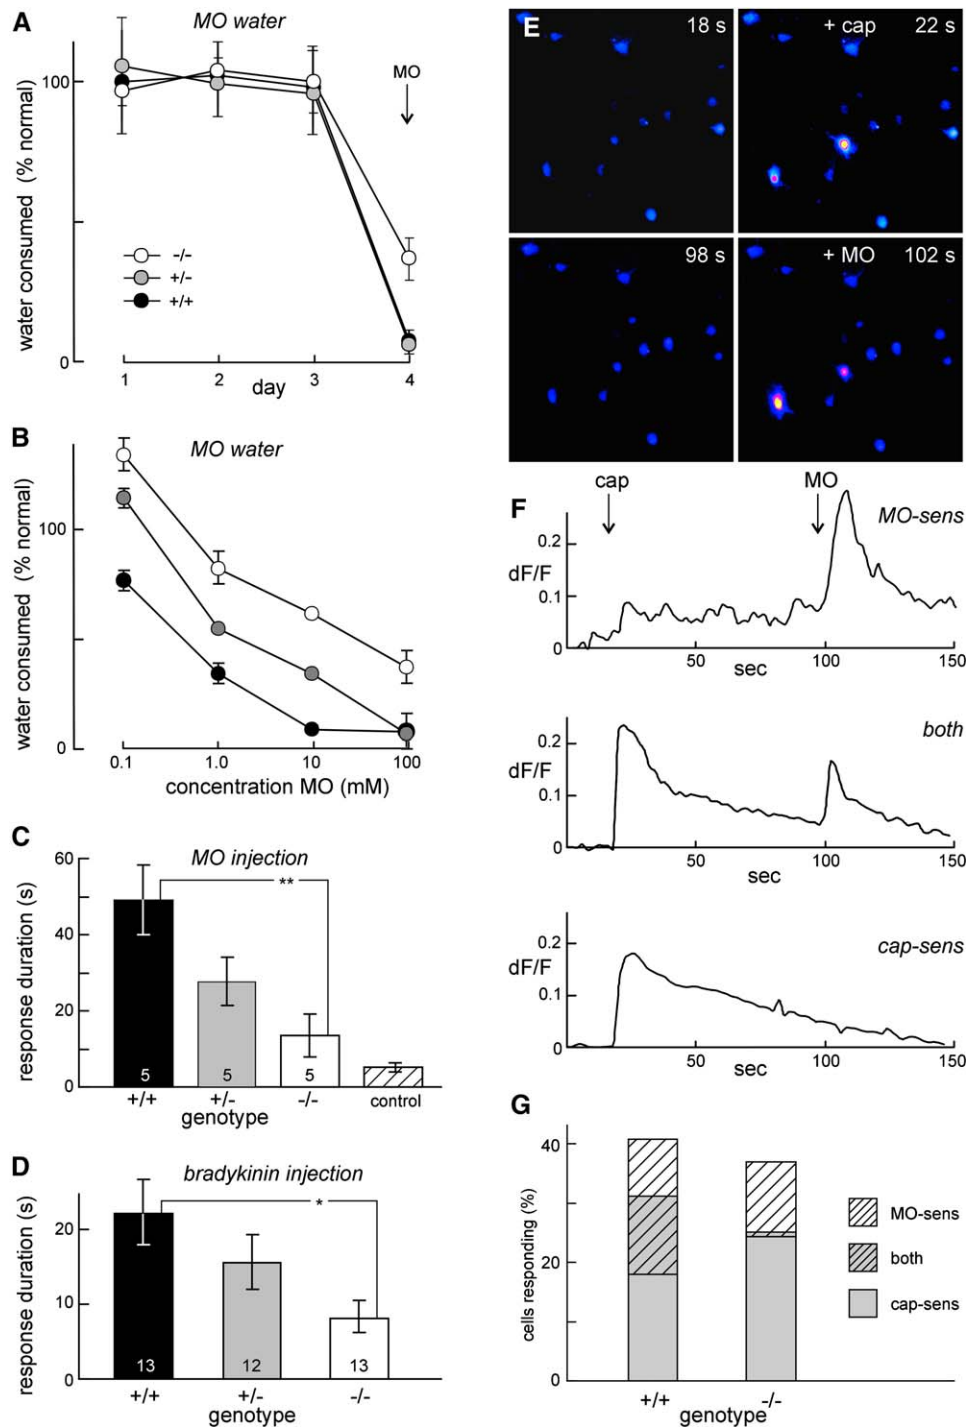 A
MO water
water consumed (% normal)
100
0
MO
-/-
+/-
+/+
1 2 3 4
day
B
MO water
water consumed (% normal)
100
0
0.1 1.0 10 100
concentration MO (mM)
C
MO injection
response duration (s)
60
40
20
0
**
5 5 5
+/+ +/- -/- control
genotype
D
bradykinin injection
response duration (s)
20
10
0
*
13 12 13
+/+ +/- -/-
genotype
E
18 s
+ cap 22 s
98 s
+ MO 102 s
F
cap MO
MO-sens
dF/F
0.2
0.1
0
50 100 150
sec
both
dF/F
0.2
0.1
0
50 100 150
sec
cap-sens
dF/F
0.2
0.1
0
50 100 150
sec
G
cells responding (%)
40
20
0
+/+ -/-
genotype
MO-sens
both
cap-sens